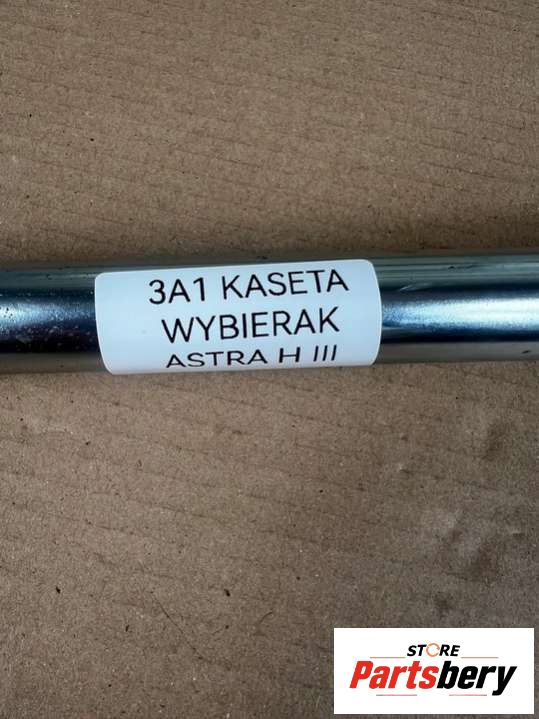 3A1 KASETA
WYBIERAK
ASTRA H III
STORE
Partsbery